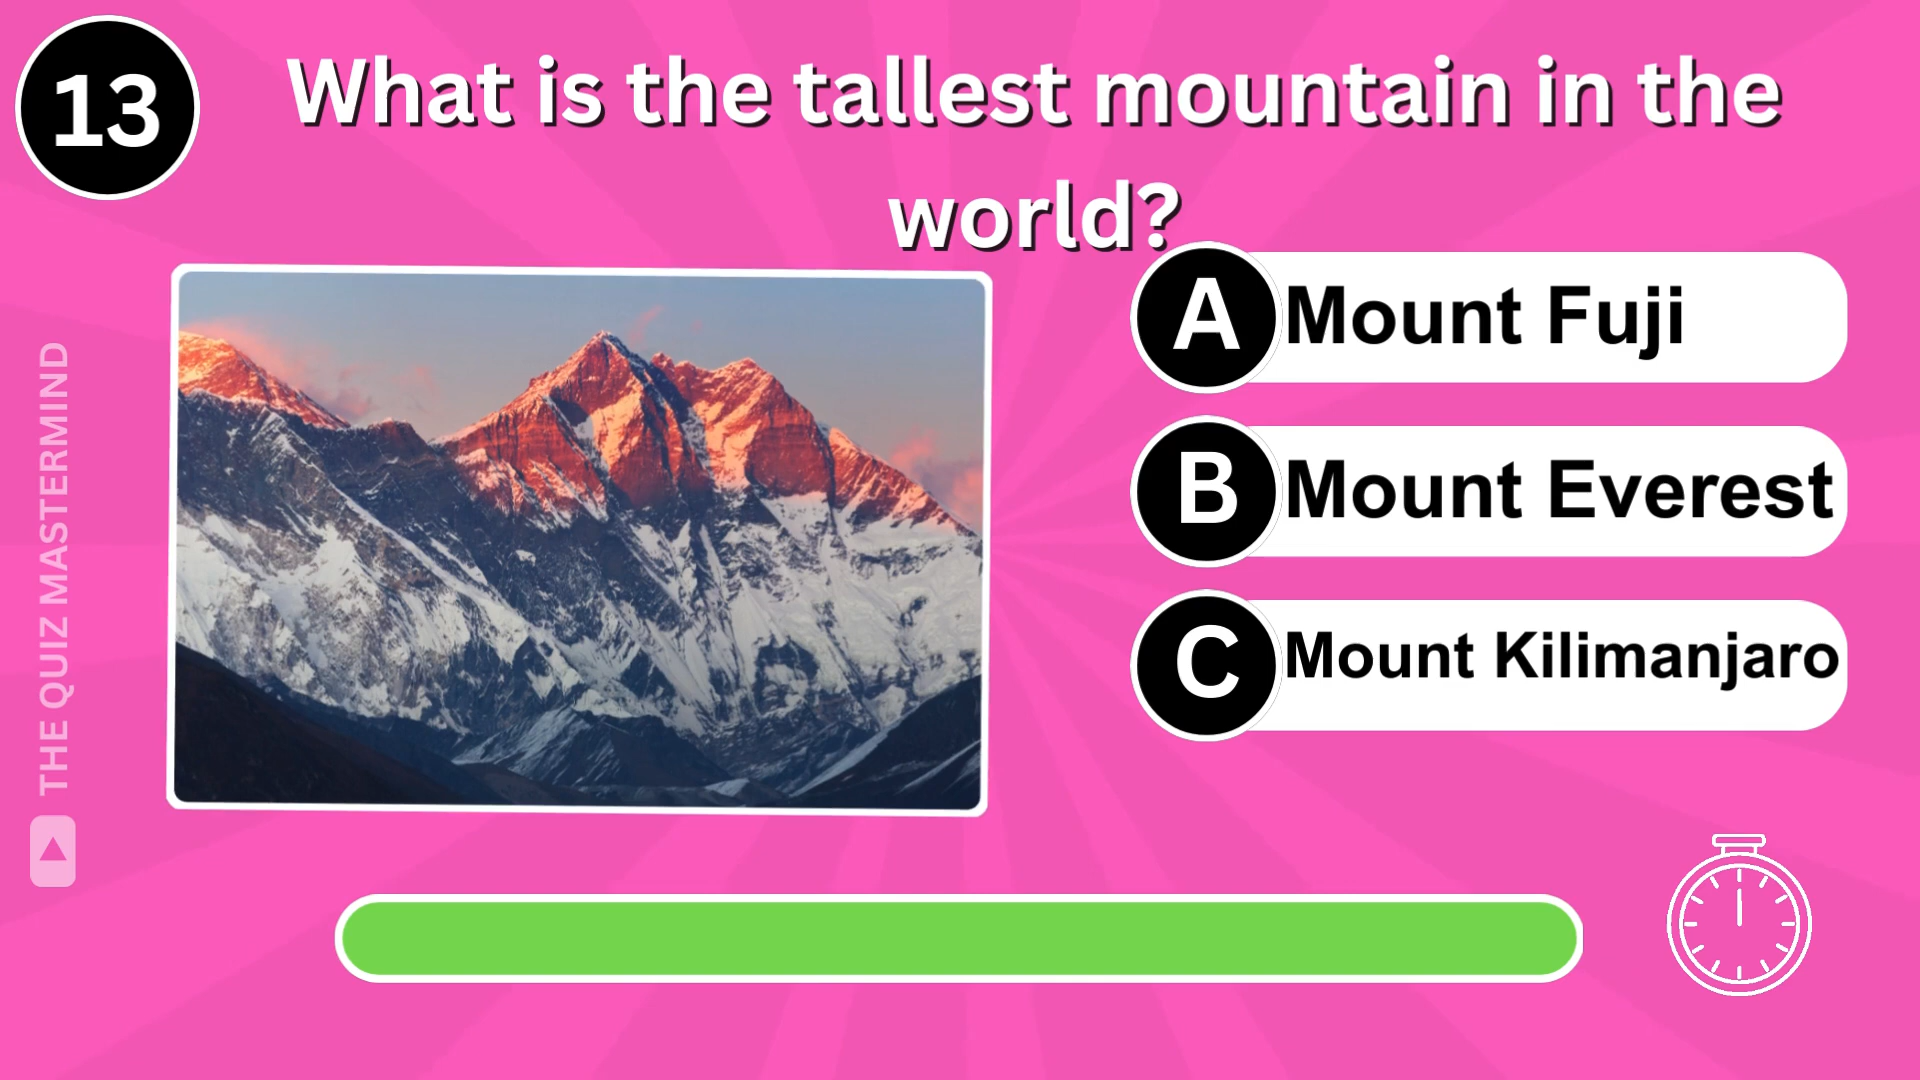 13
What is the tallest mountain in the
world?
A Mount Fuji
B Mount Everest
C Mount Kilimanjaro
THE QUIZ MASTERMIND